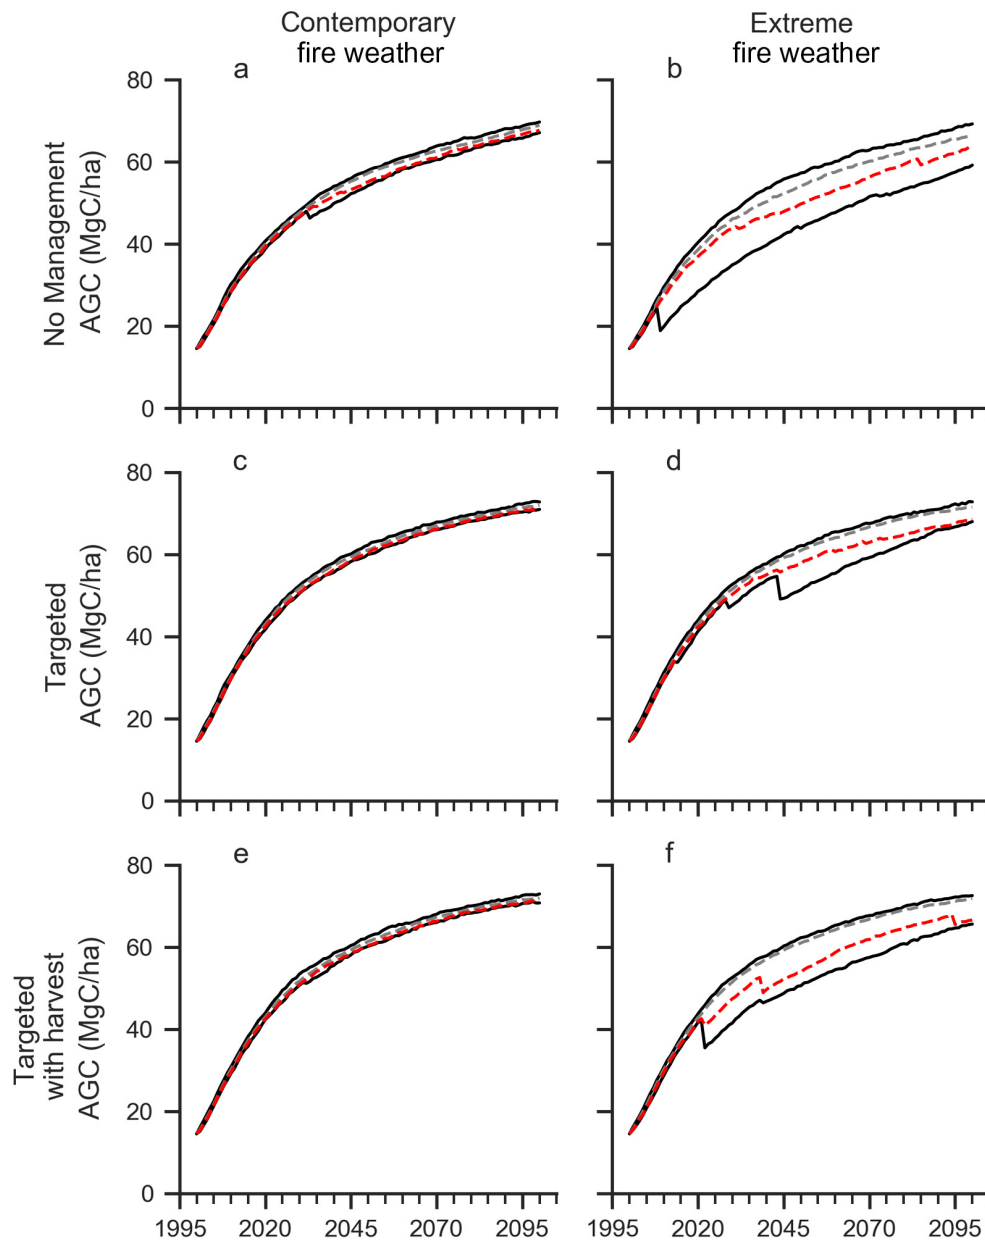 Contemporary
fire weather
Extreme
fire weather
a
b
No Management
AGC (MgC/ha)
80
60
40
20
0
c
d
Targeted
AGC (MgC/ha)
80
60
40
20
0
e
f
Targeted
with harvest
AGC (MgC/ha)
80
60
40
20
0
1995 2020 2045 2070 2095
1995 2020 2045 2070 2095